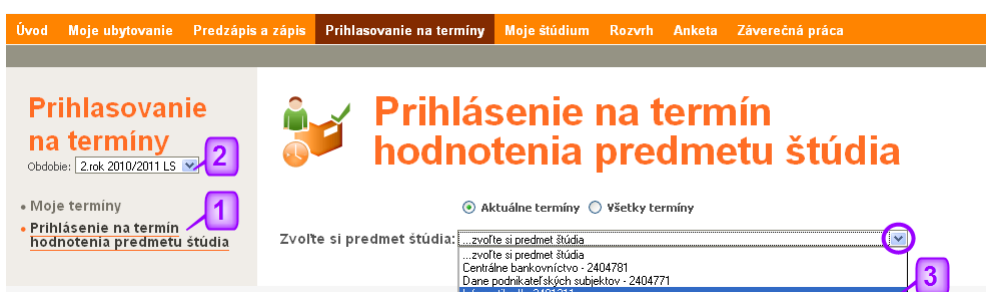 Úvod Moje ubytovanie Predzápis a zápis Prihlasovanie na termíny Moje štúdium Rozvrh Anketa Záverečná práca
Prihlasovanie
na termíny
Obdobie: 2.rok 2010/2011 LS
2
• Moje termíny
1
• Prihlásenie na termín
hodnotenia predmetu štúdia
Prihlásenie na termín
hodnotenia predmetu štúdia
Aktuálne termíny Všetky termíny
Zvoľte si predmet štúdia: ...zvoľte si predmet štúdia
...zvoľte si predmet štúdia
Centrálne bankovníctvo - 2404781
Dane podnikateľských subjektov - 2404771
3